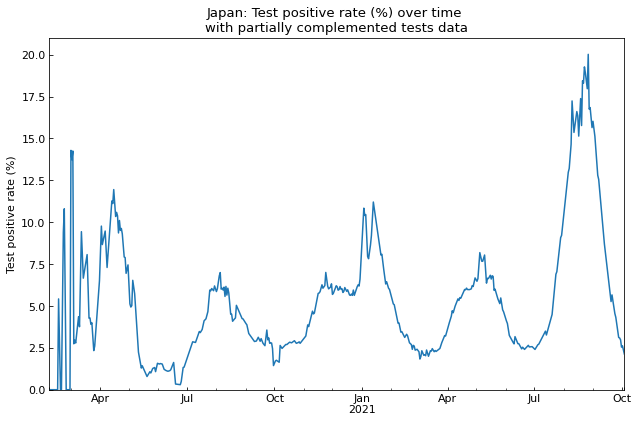 Japan: Test positive rate (%) over time
with partially complemented tests data
Test positive rate (%)
20.0
17.5
15.0
12.5
10.0
7.5
5.0
2.5
0.0
Apr
Jul
Oct
Jan
2021
Apr
Jul
Oct